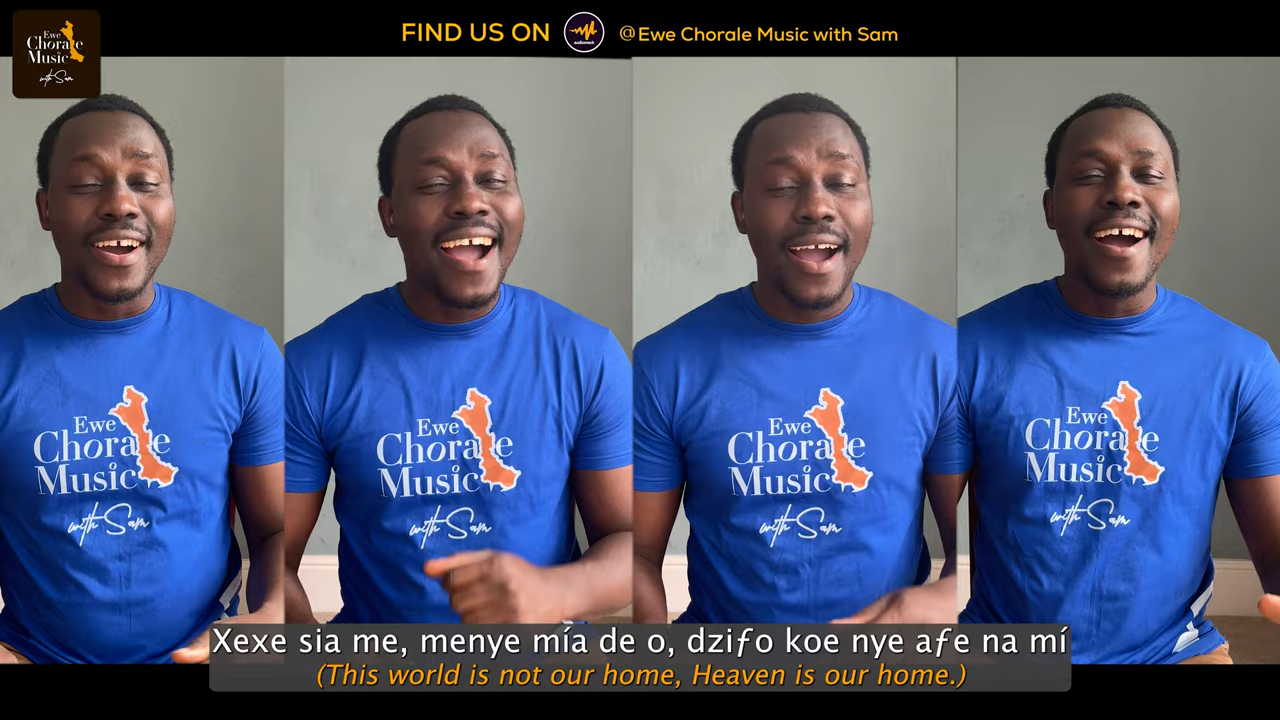 Ewe
Chorale
Music
with Sam
FIND US ON
audiomack
@Ewe Chorale Music with Sam
Ewe
Chorale
Music
with Sam
Ewe
Chorale
Music
with Sam
Ewe
Chorale
Music
with Sam
Ewe
Chorale
Music
with Sam
Xexe sia me, menye mía de o, dziƒo koe nye aƒe na mí
(This world is not our home, Heaven is our home.)